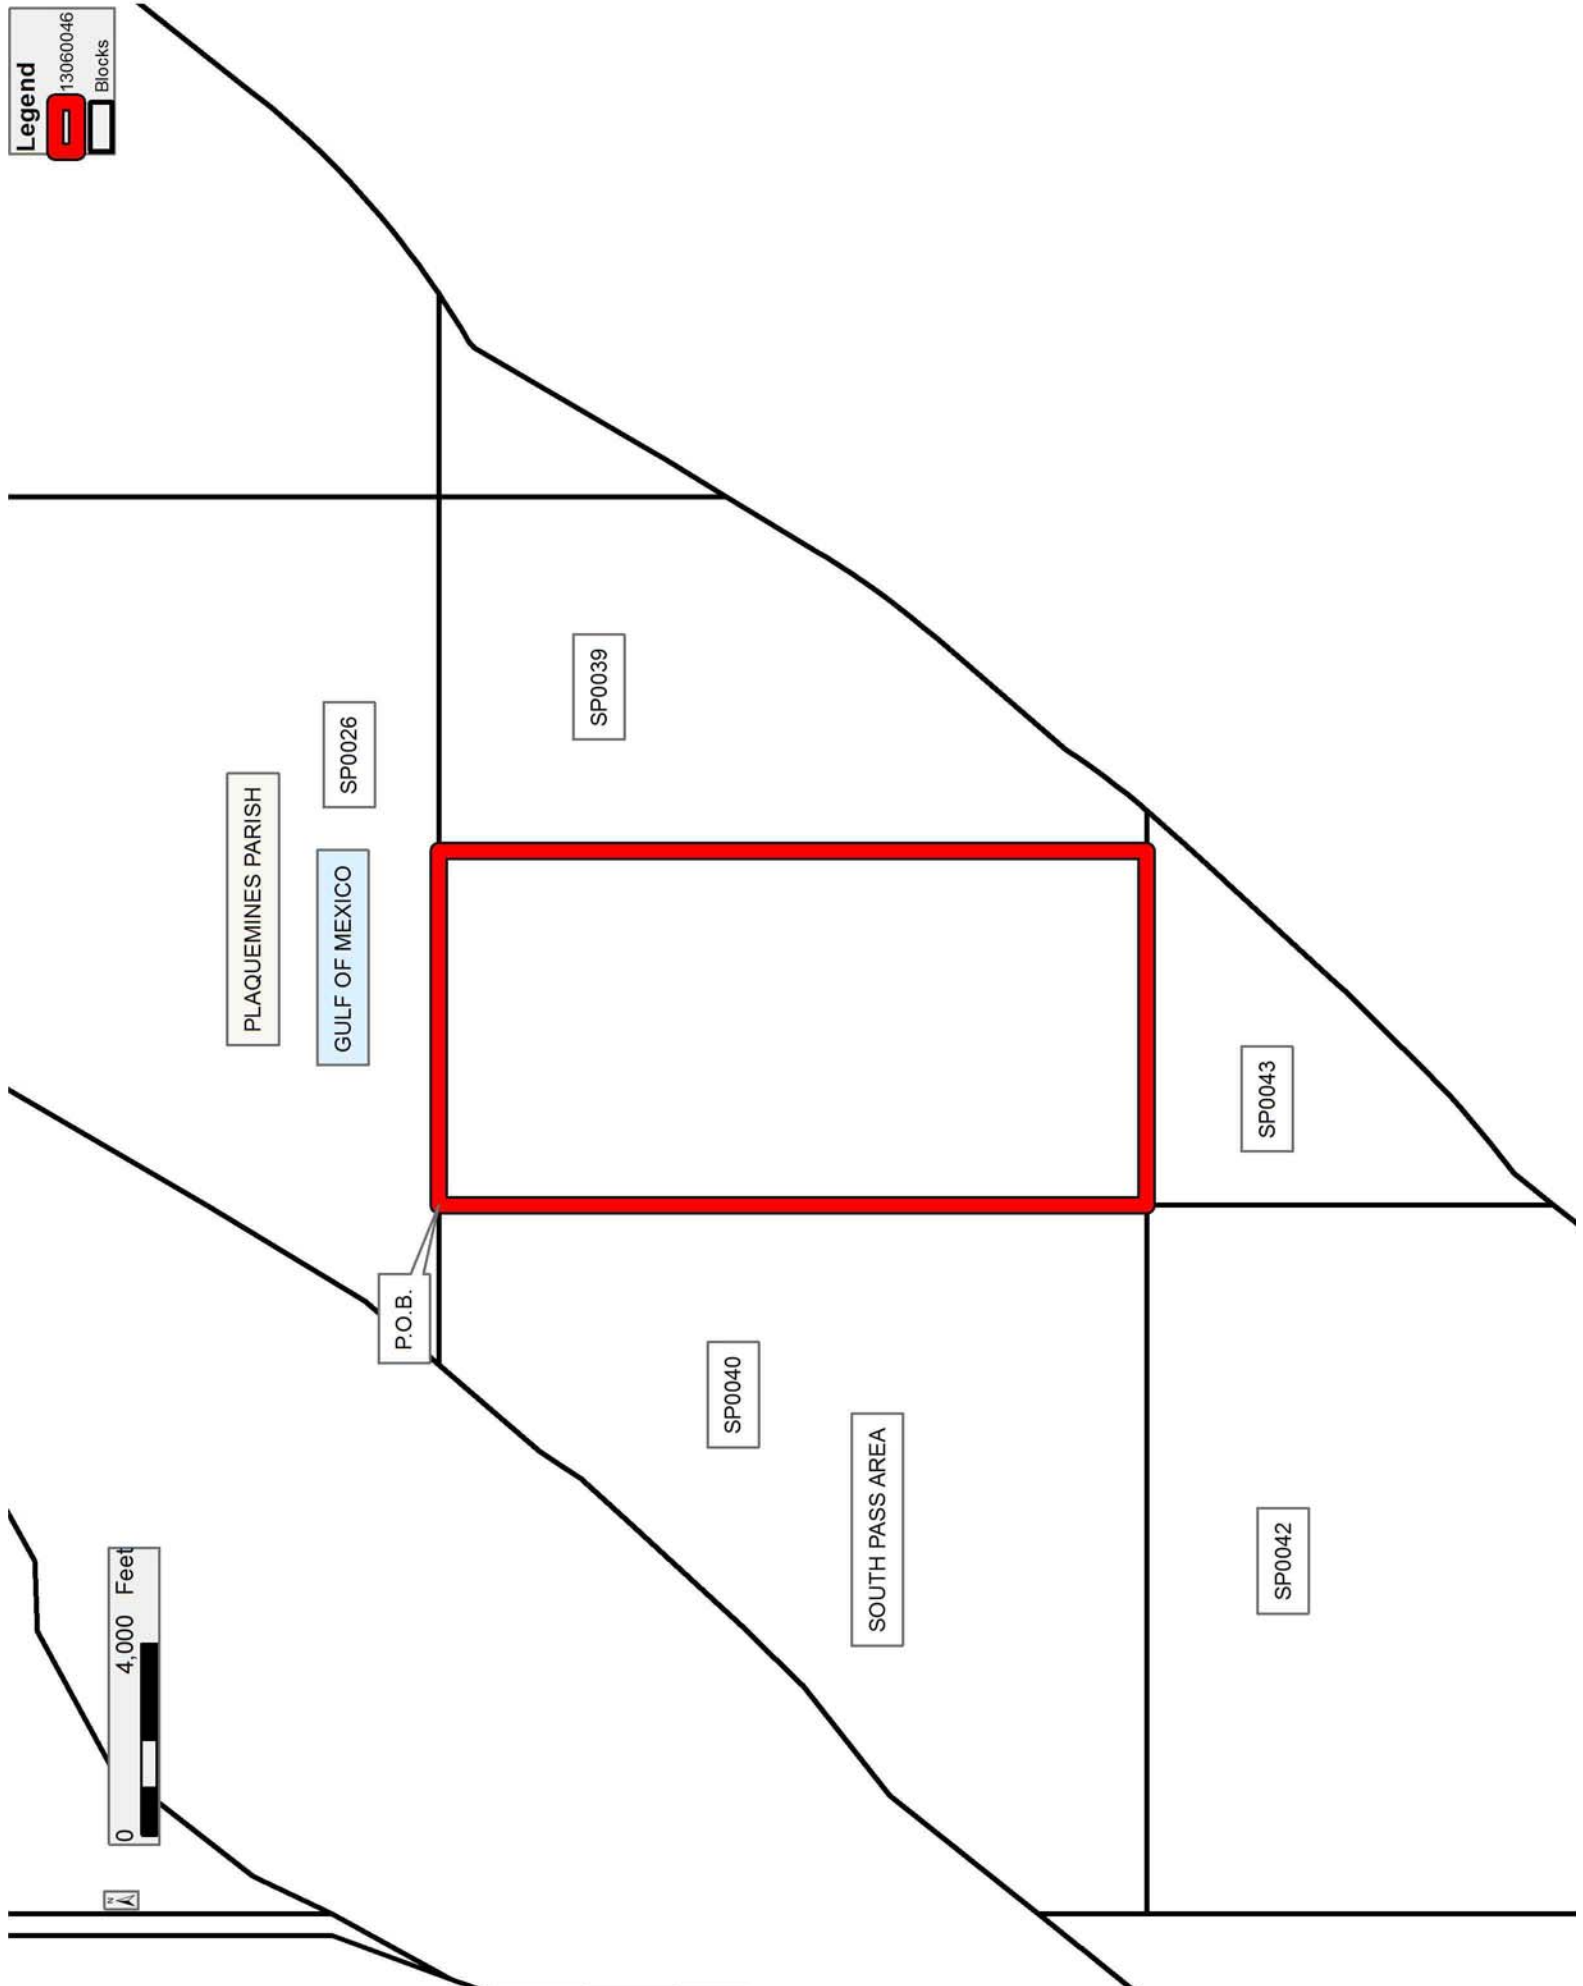 Legend
13060046
Blocks
PLAQUEMINES PARISH
SP0026
GULF OF MEXICO
SP0039
P.O.B.
SP0040
SOUTH PASS AREA
SP0043
SP0042
0 4,000 Feet
N